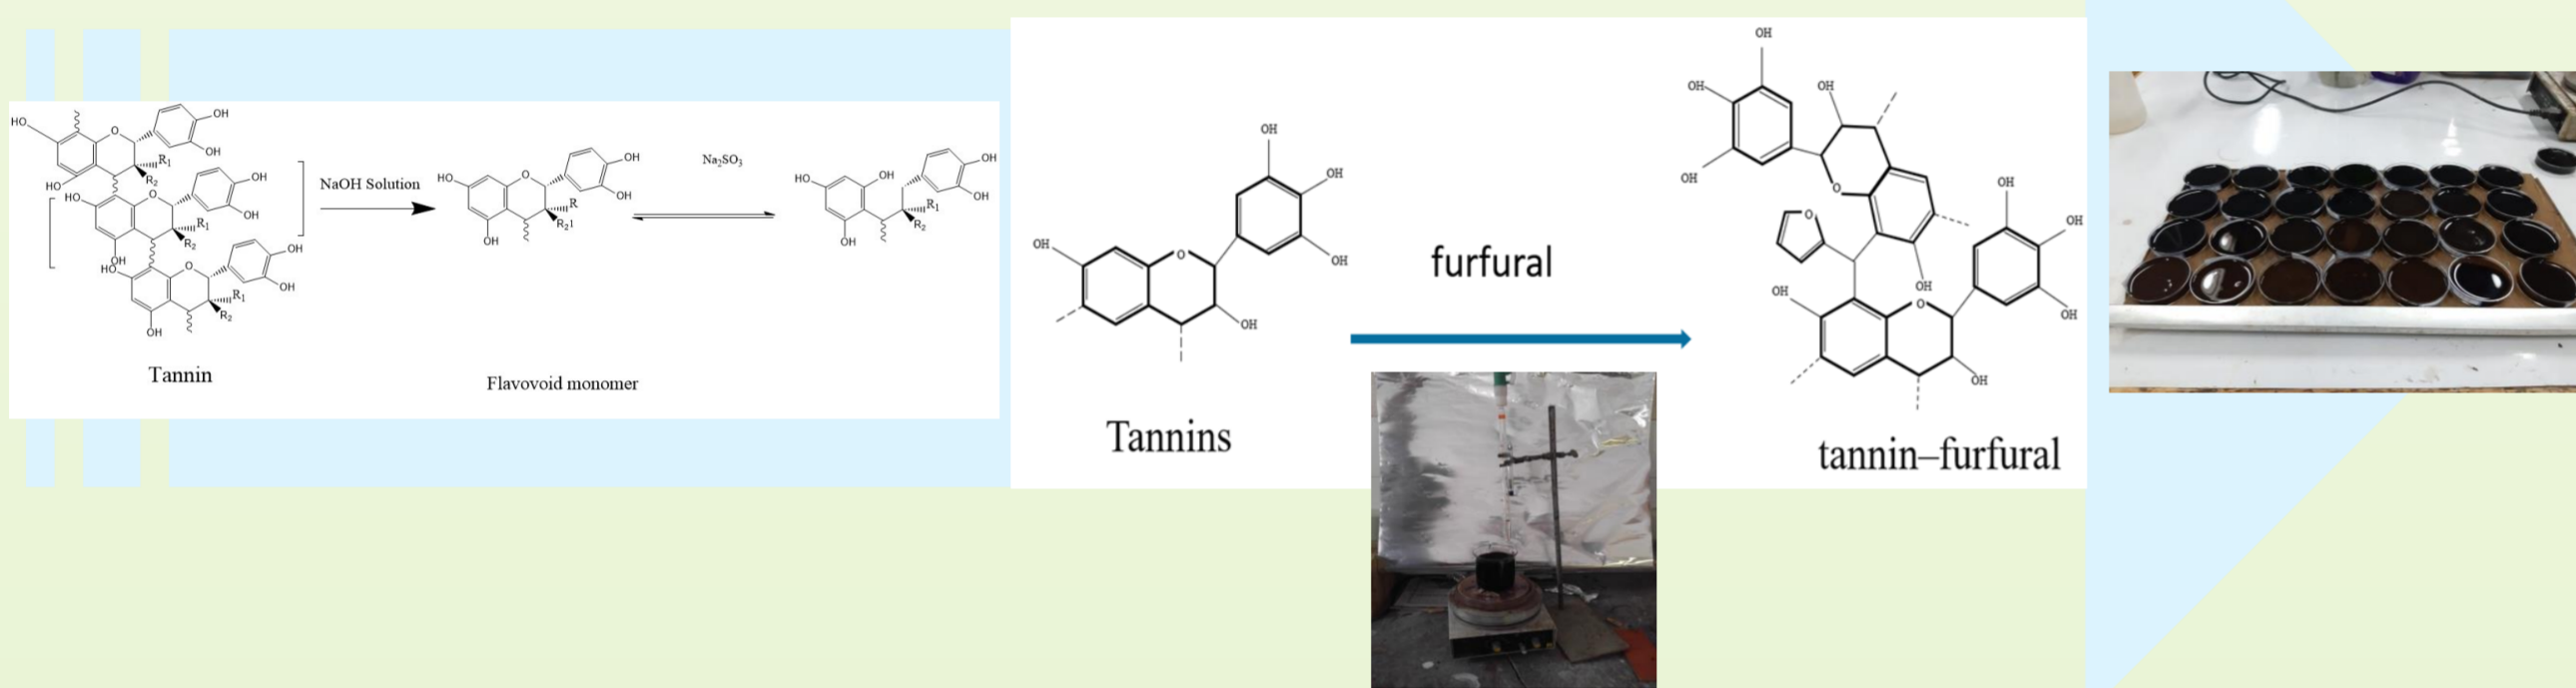 HO
O
OH
OH
R1
R2
HO
HO
O
OH
OH
R1
R2
OH
HO
O
OH
OH
R1
R2
OH
Tannin
NaOH Solution
HO
O
OH
OH
R
R21
OH
Flavovoid monomer
Na2SO3
HO
OH
OH
OH
R1
R2
OH
OH
OH
OH
OH
O
OH
Tannins
furfural
OH
OH
OH
OH
O
O
OH
OH
O
OH
OH
OH
OH
tannin–furfural